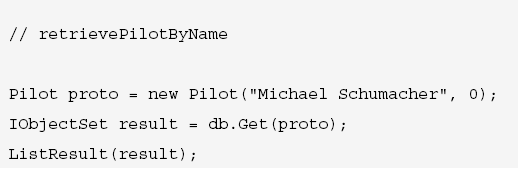 // retrievePilotByName
Pilot proto = new Pilot("Michael Schumacher", 0);
IObjectSet result = db.Get(proto);
ListResult(result);